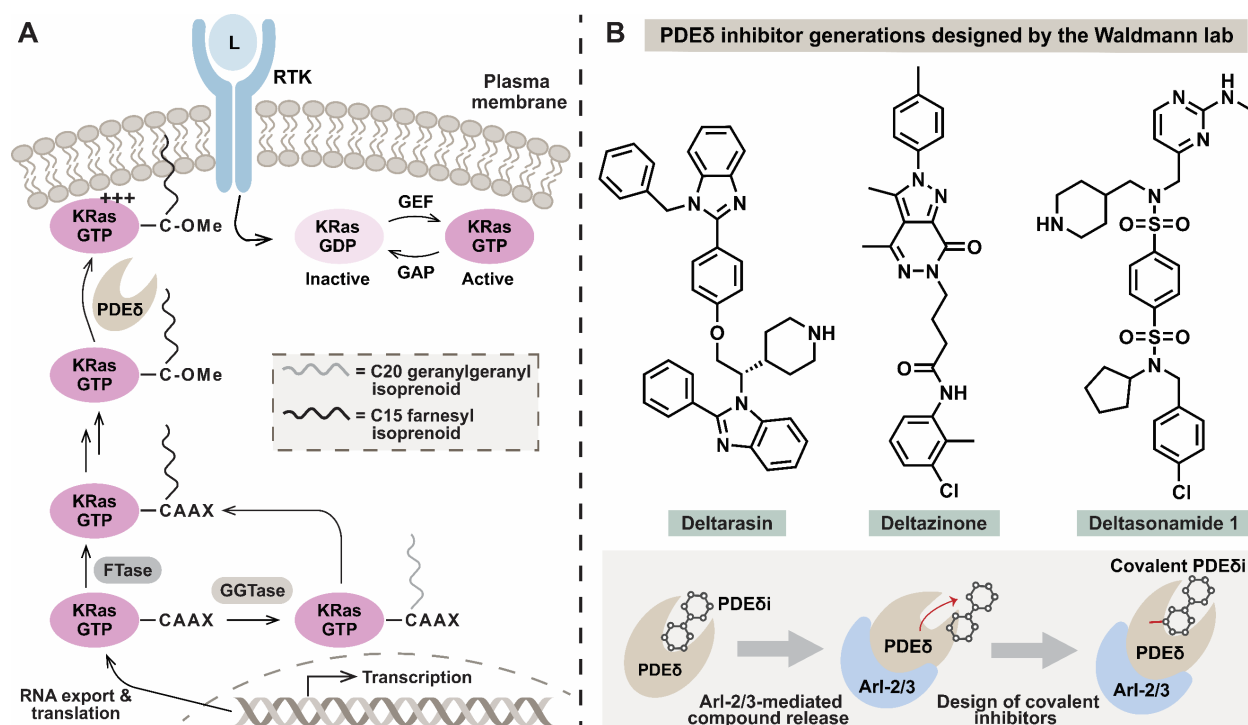 A
L
RTK
Plasma
membrane
+++
KRas
GTP
C-OMe
KRas
GDP
Inactive
GEF
GAP
KRas
GTP
Active
PDEδ
KRas
GTP
C-OMe
= C20 geranylgeranyl
isoprenoid
= C15 farnesyl
isoprenoid
KRas
GTP
CAAX
FTase
GGTase
KRas
GTP
CAAX
KRas
GTP
CAAX
RNA export &
translation
Transcription
B
PDEδ inhibitor generations designed by the Waldmann lab
N
N
O
NH
N
N
Deltarasin
N
N
N
N
O
O
NH
Cl
Deltazinone
N
N
H
N
HN
N
O=S=O
O=S=O
N
Cl
Deltasonamide 1
PDEδi
PDEδ
Arl-2/3-mediated
compound release
PDEδ
Arl-2/3
Design of covalent
inhibitors
Covalent PDEδi
PDEδ
Arl-2/3